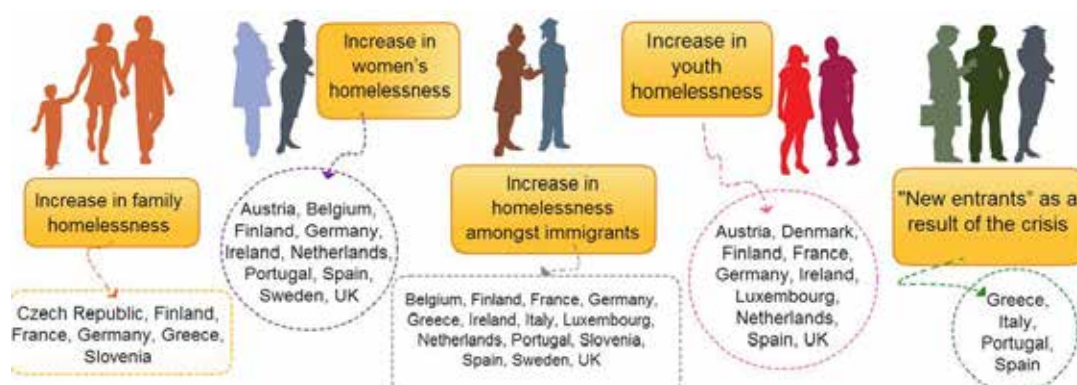 Increase in family
homelessness
Czech Republic, Finland,
France, Germany, Greece,
Slovenia
Increase in
women's
homelessness
Austria, Belgium,
Finland, Germany,
Ireland, Netherlands,
Portugal, Spain,
Sweden, UK
Increase in
homelessness
amongst immigrants
Belgium, Finland, France, Germany,
Greece, Ireland, Italy, Luxembourg,
Netherlands, Portugal, Slovenia,
Spain, Sweden, UK
Increase in
youth
homelessness
Austria, Denmark,
Finland, France,
Germany, Ireland,
Luxembourg,
Netherlands,
Spain, UK
"New entrants" as a
result of the crisis
Greece,
Italy,
Portugal,
Spain